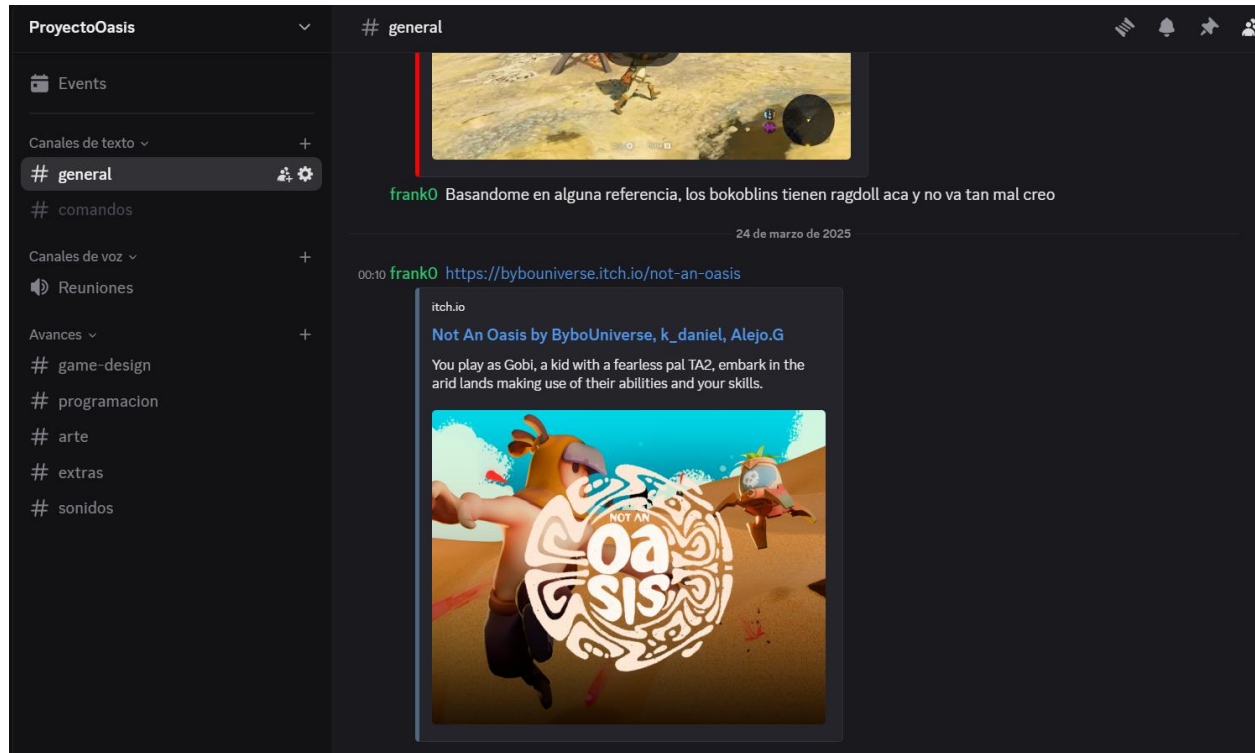 ProyectoOasis
Events
Canales de texto
# general
# comandos
Canales de voz
Reuniones
Avances
# game-design
# programacion
# arte
# extras
# sonidos
# general
frank0 Basandome en alguna referencia, los bokoblins tienen ragdoll aca y no va tan mal creo
24 de marzo de 2025
00:10 frank0 https://bybouniverse.itch.io/not-an-oasis
itch.io
Not An Oasis by ByboUniverse, k_daniel, Alejo.G
You play as Gobi, a kid with a fearless pal TA2, embark in the
arid lands making use of their abilities and your skills.
NOT AN
OA
SIS